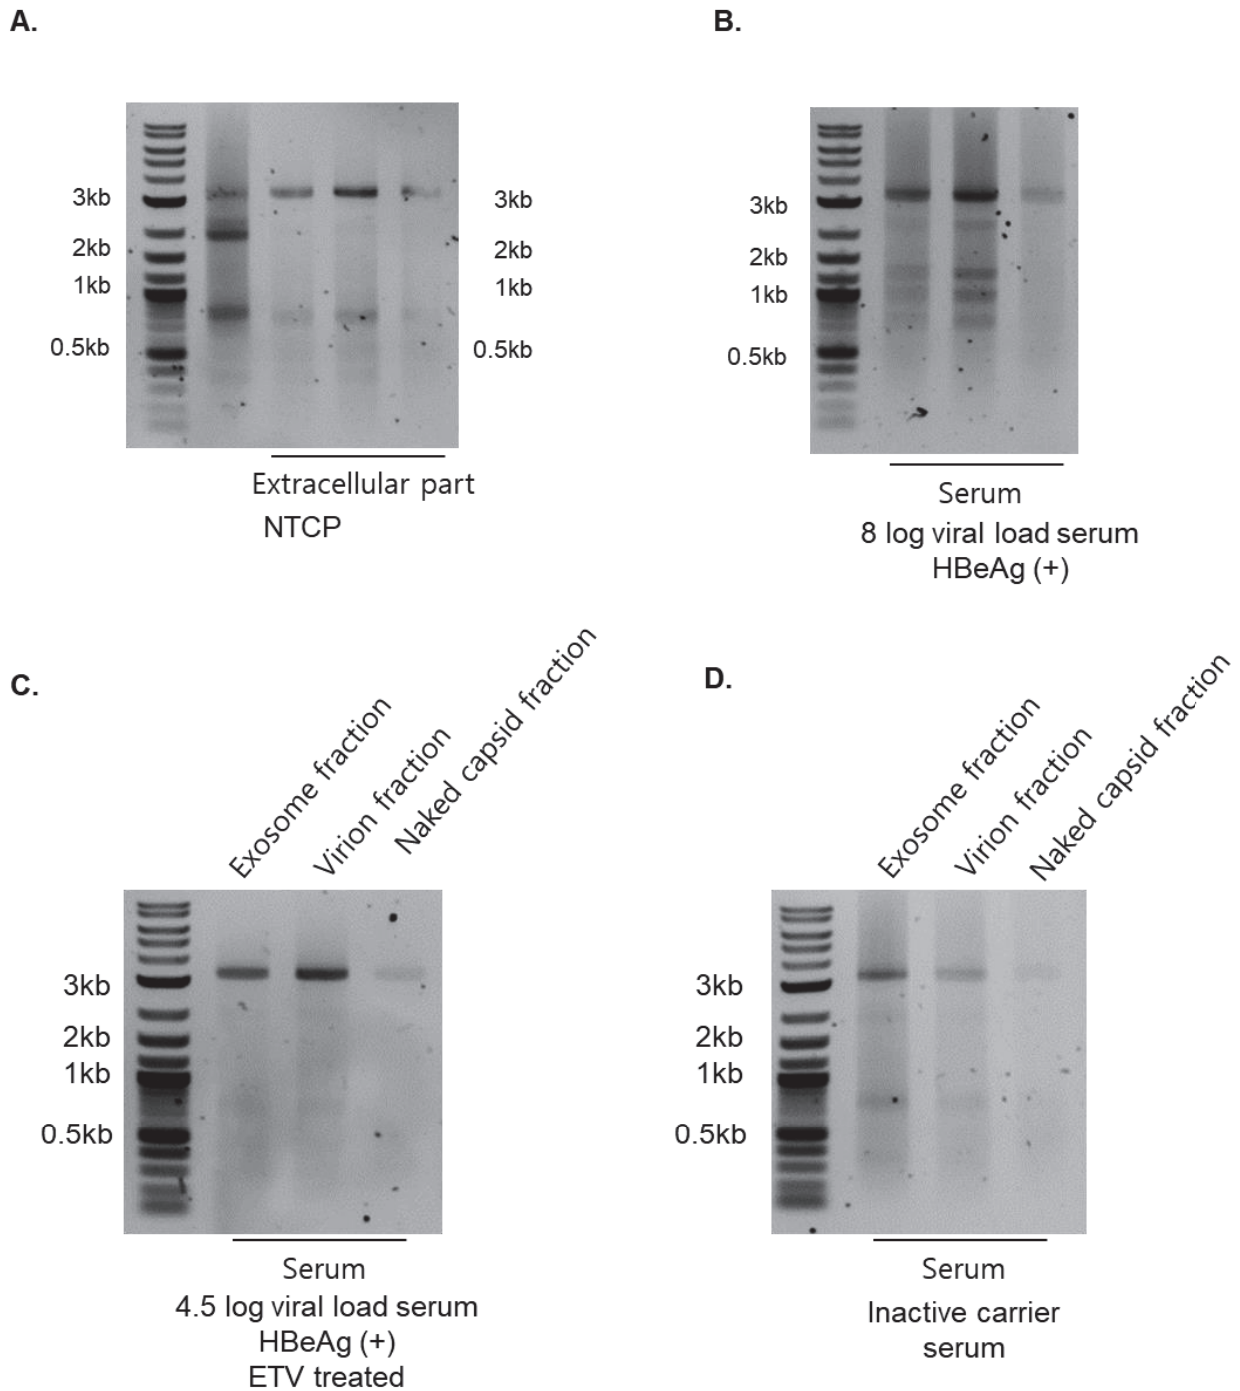 A.
3kb
2kb
1kb
0.5kb
3kb
2kb
1kb
0.5kb
Extracellular part
NTCP
B.
3kb
2kb
1kb
0.5kb
Serum
8 log viral load serum
HBeAg (+)
C.
Exosome fraction
Virion fraction
Naked capsid fraction
3kb
2kb
1kb
0.5kb
Serum
4.5 log viral load serum
HBeAg (+)
ETV treated
D.
Exosome fraction
Virion fraction
Naked capsid fraction
3kb
2kb
1kb
0.5kb
Serum
Inactive carrier
serum